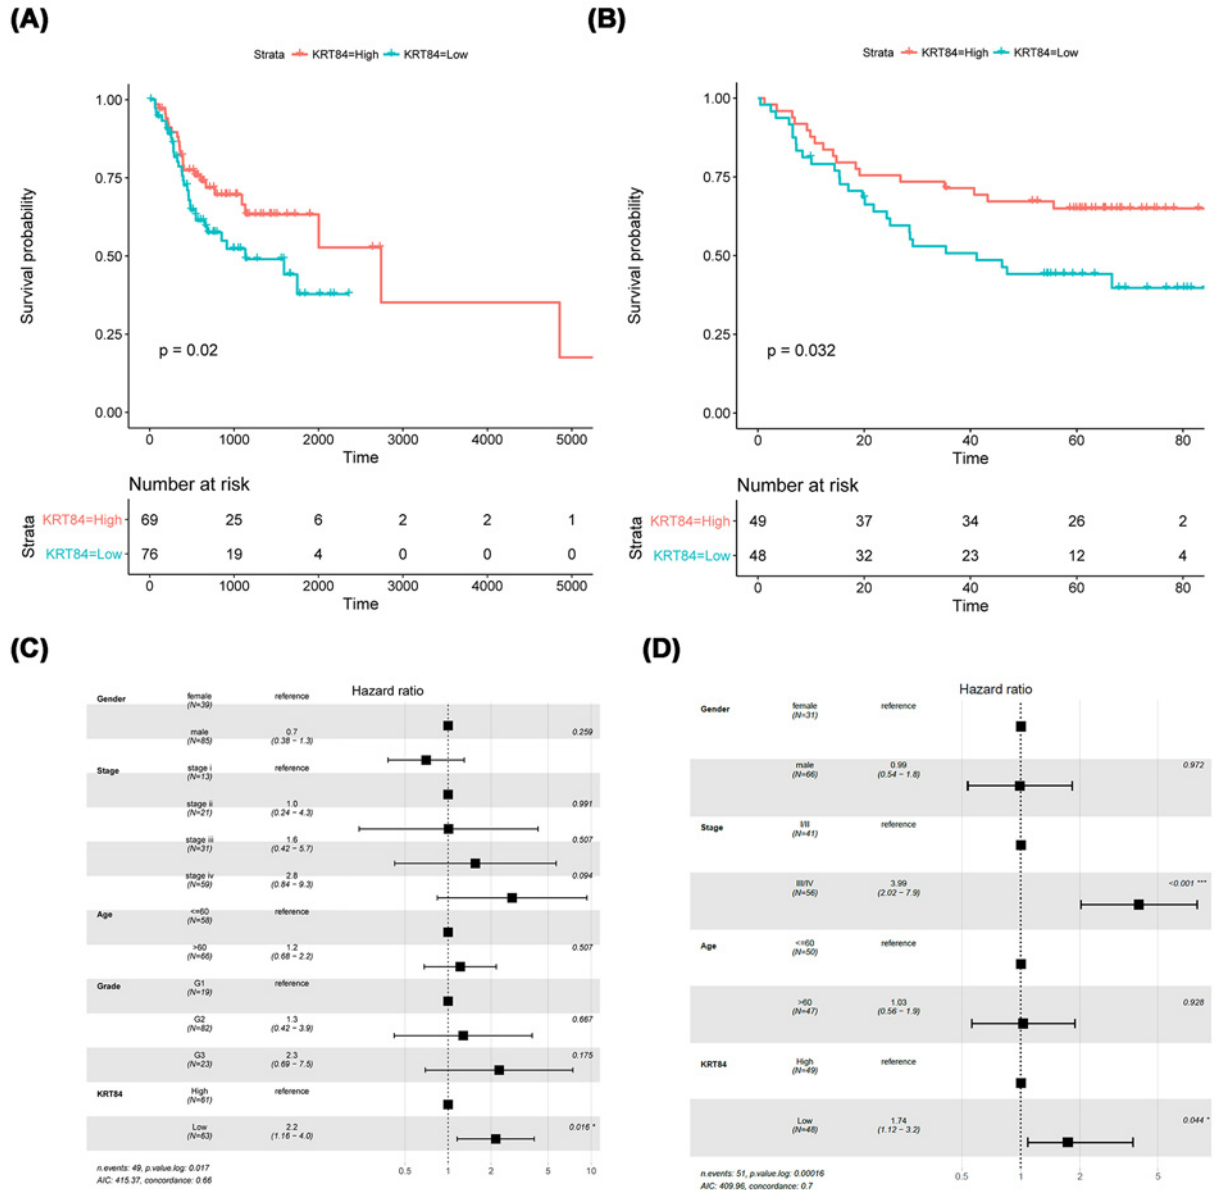 (A)
Strata KRT84=High KRT84=Low
Survival probability
1.00
0.75
0.50
0.25
0.00
p = 0.02
0 1000 2000 3000 4000 5000
Time
Number at risk
Strata
KRT84=High 69 25 6 2 2 1
KRT84=Low 76 19 4 0 0 0
0 1000 2000 3000 4000 5000
Time
(B)
Strata KRT84=High KRT84=Low
Survival probability
1.00
0.75
0.50
0.25
0.00
p = 0.032
0 20 40 60 80
Time
Number at risk
Strata
KRT84=High 49 37 34 26 2
KRT84=Low 48 32 23 12 4
0 20 40 60 80
Time
(C)
Hazard ratio
Gender female reference
(N=39)
male 0.7 0.259
(N=85) (0.38 – 1.3)
Stage stage i reference
(N=13)
stage ii 1.0 0.991
(N=21) (0.24 – 4.3)
stage iii 1.6 0.507
(N=31) (0.42 – 5.7)
stage iv 2.8 0.094
(N=59) (0.84 – 9.3)
Age <=60 reference
(N=58)
>60 1.2 0.507
(N=66) (0.68 – 2.2)
Grade G1 reference
(N=19)
G2 1.3 0.667
(N=82) (0.42 – 3.9)
G3 2.3 0.175
(N=23) (0.69 – 7.5)
KRT84 High reference
(N=61)
Low 2.2 0.016 *
(N=63) (1.16 – 4.0)
n.events: 49, p.value.log: 0.017
AIC: 415.37, concordance: 0.66
0.5 1 2 5 10
(D)
Hazard ratio
Gender female reference
(N=31)
male 0.99 0.972
(N=66) (0.54 – 1.8)
Stage I/II reference
(N=41)
III/IV 3.99 <0.001 ***
(N=56) (2.02 – 7.9)
Age <=60 reference
(N=50)
>60 1.03 0.928
(N=47) (0.56 – 1.9)
KRT84 High reference
(N=49)
Low 1.74 0.044 *
(N=48) (1.12 – 3.2)
n.events: 51, p.value.log: 0.00016
AIC: 409.96, concordance: 0.7
0.5 1 2 5